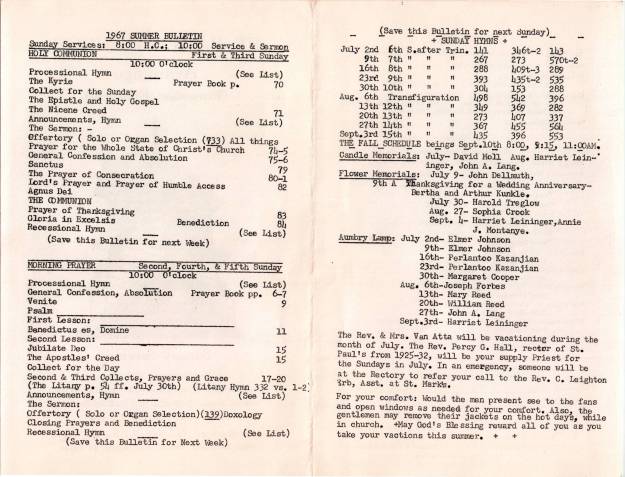 1967 SUMMER BULLETIN
Sunday Services: 8:00 H.C.; 10:00 Service & Sermon
HOLY COMMUNION First & Third Sunday
10:00 O'clock
Processional Hymn (See List)
The Kyrie Prayer Book p. 70
Collect for the Sunday
The Epistle and Holy Gospel
The Nicene Creed 71
Announcements, Hymn (See List)
The Sermon: -
Offertory ( Solo or Organ Selection (733) All things
Prayer for the Whole State of Christ's Church 74-5
General Confession and Absolution 75-6
Sanctus 79
The Prayer of Consecration 80-1
Lord's Prayer and Prayer of Humble Access 82
Agnus Dei
THE COMMUNION
Prayer of Thanksgiving 83
Gloria in Excelsis Benediction 84
Recessional Hymn (See List)
(Save this Bulletin for next Week)
MORNING PRAYER Second, Fourth, & Fifth Sunday
10:00 O'clock
Processional Hymn (See List)
General Confession, Absolution Prayer Book pp. 6-7
Venite 9
Psalm
First Lesson:
Benedictus es, Domine 11
Second Lesson:
Jubilate Deo 15
The Apostles' Creed 15
Collect for the Day
Second & Third Collects, Prayers and Grace 17-20
(The Litany p. 54 ff. July 30th) (Litany Hymn 332 vs. 1-2)
Announcements, Hymn (See List)
The Sermon:
Offertory ( Solo or Organ Selection)(139)Doxology
Closing Prayers and Benediction
Recessional Hymn (See List)
(Save this Bulletin for Next Week)
(Save this Bulletin for next Sunday)
+ SUNDAY HYMNS +
July 2nd 6th S.after Trin. 141 346t-2 143
9th 7th " " " 267 273 570t-2
16th 8th " " " 288 409t-3 289
23rd 9th " " " 393 435t-2 535
30th 10th " " " 304 153 288
Aug. 6th Transfiguration 498 542 396
13th 12th " " " 349 369 282
20th 13th " " " 273 407 337
27th 14th " " " 367 455 564
Sept.3rd 15th " " " 435 396 553
THE FALL SCHEDULE beings Sept.10th 8:00, 9:15, 11:00AM.
Candle Memorials: July- David Moll Aug. Harriet Lein-
inger, John A. Lang.
Flower Memorials: July 9- John Dellmuth,
9th A Thanksgiving for a Wedding Anniversary-
Bertha and Arthur Kunkle.
July 30- Harold Treglow
Aug. 27- Sophia Crook
Sept. 4- Harriet Leininger,Annie
J. Montanye.
Aumbry Lamp: July 2nd- Elmer Johnson
9th- Elmer Johnson
16th- Perlantoo Kazanjian
23rd- Perlantoo Kazanjian
30th- Margaret Cooper
Aug. 6th-Joseph Forbes
13th- Mary Reed
20th- William Reed
27th- John A. Lang
Sept.3rd- Harriet Leininger
The Rev. & Mrs. Van Atta will be vacationing during the
month of July. The Rev. Percy G. Hall, rector of St.
Paul's from 1925-32, will be your supply Priest for
the Sundays in July. In an emergency, someone will be
at the Rectory to refer your call to the Rev. C. Leighton
Erb, Asst. at St. Marks.
For your comfort: Would the men present see to the fans
and open windows as needed for your comfort. Also, the
gentlemen may remove their jackets on the hot days, while
in church. +May God's Blessing reward all of you as you
take your vactions this summer. + +